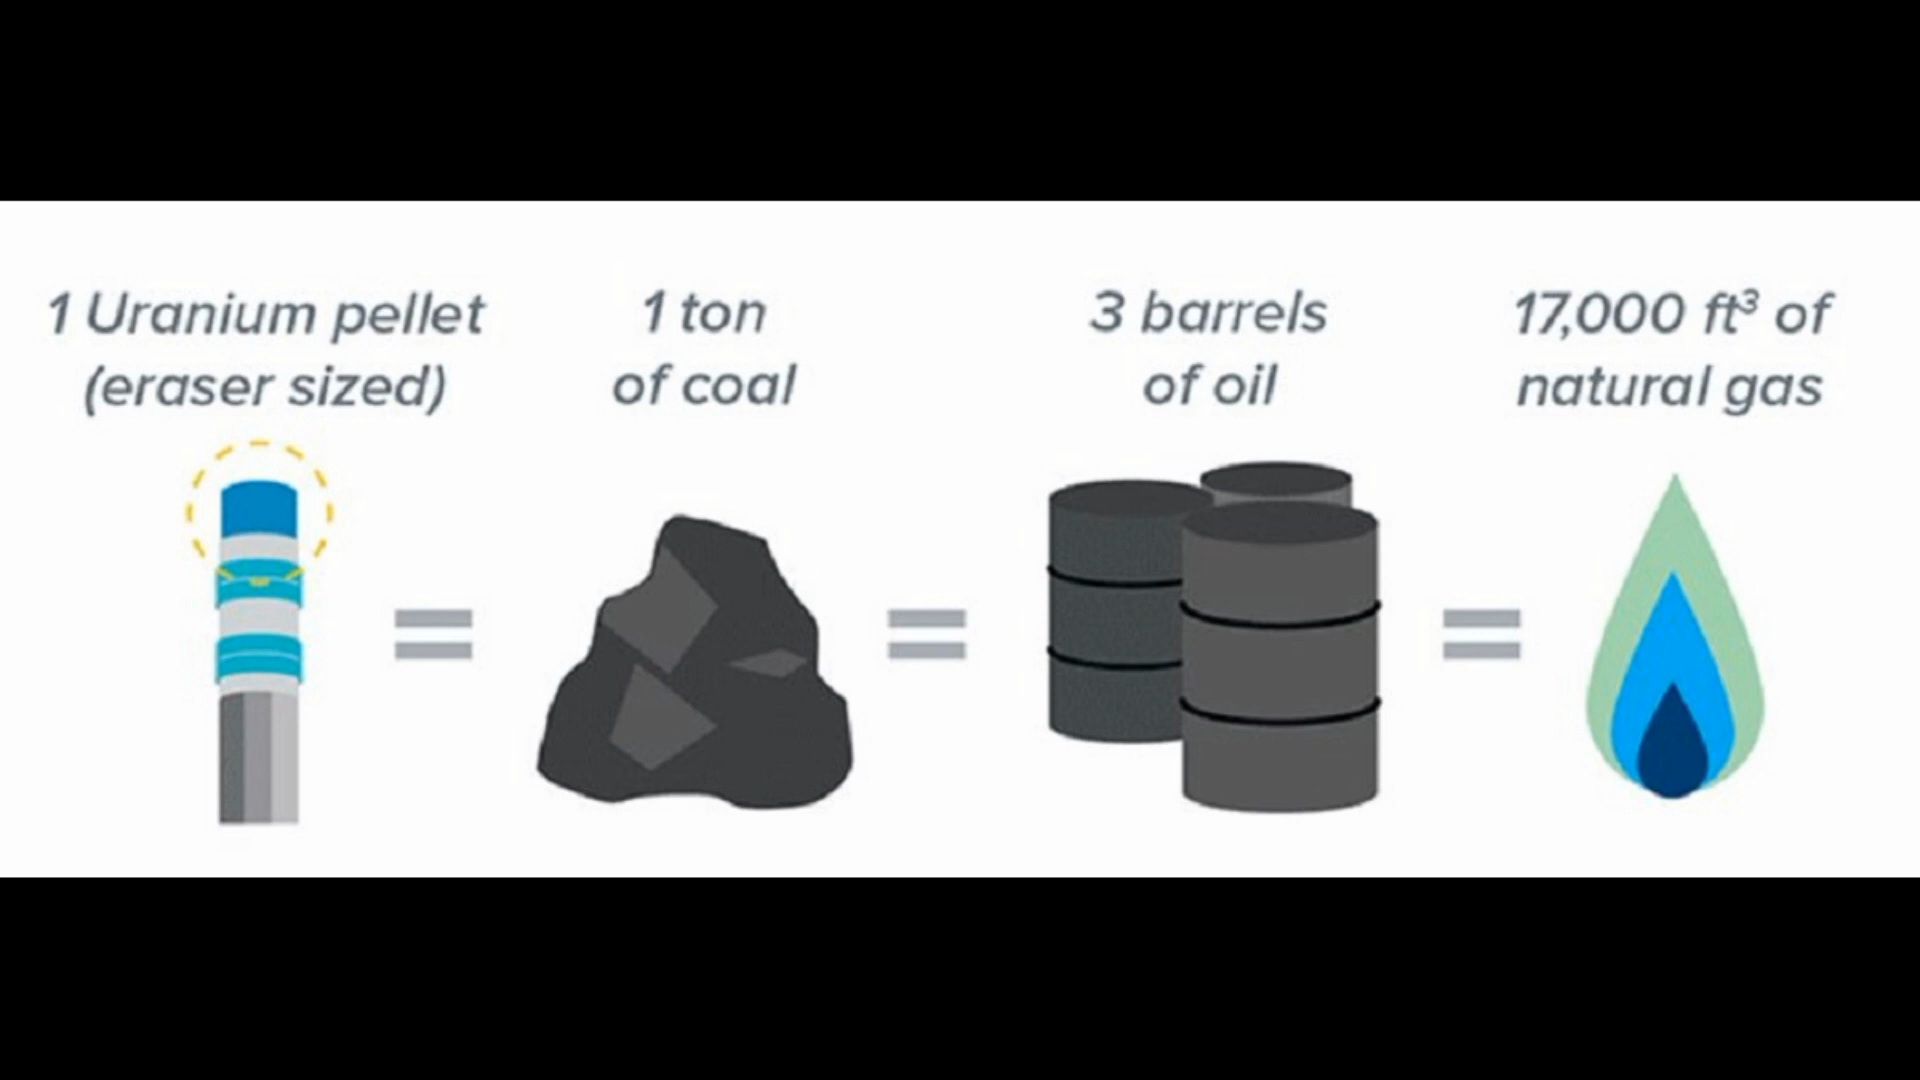 1 Uranium pellet
(eraser sized)
1 ton
of coal
3 barrels
of oil
17,000 ft³ of
natural gas